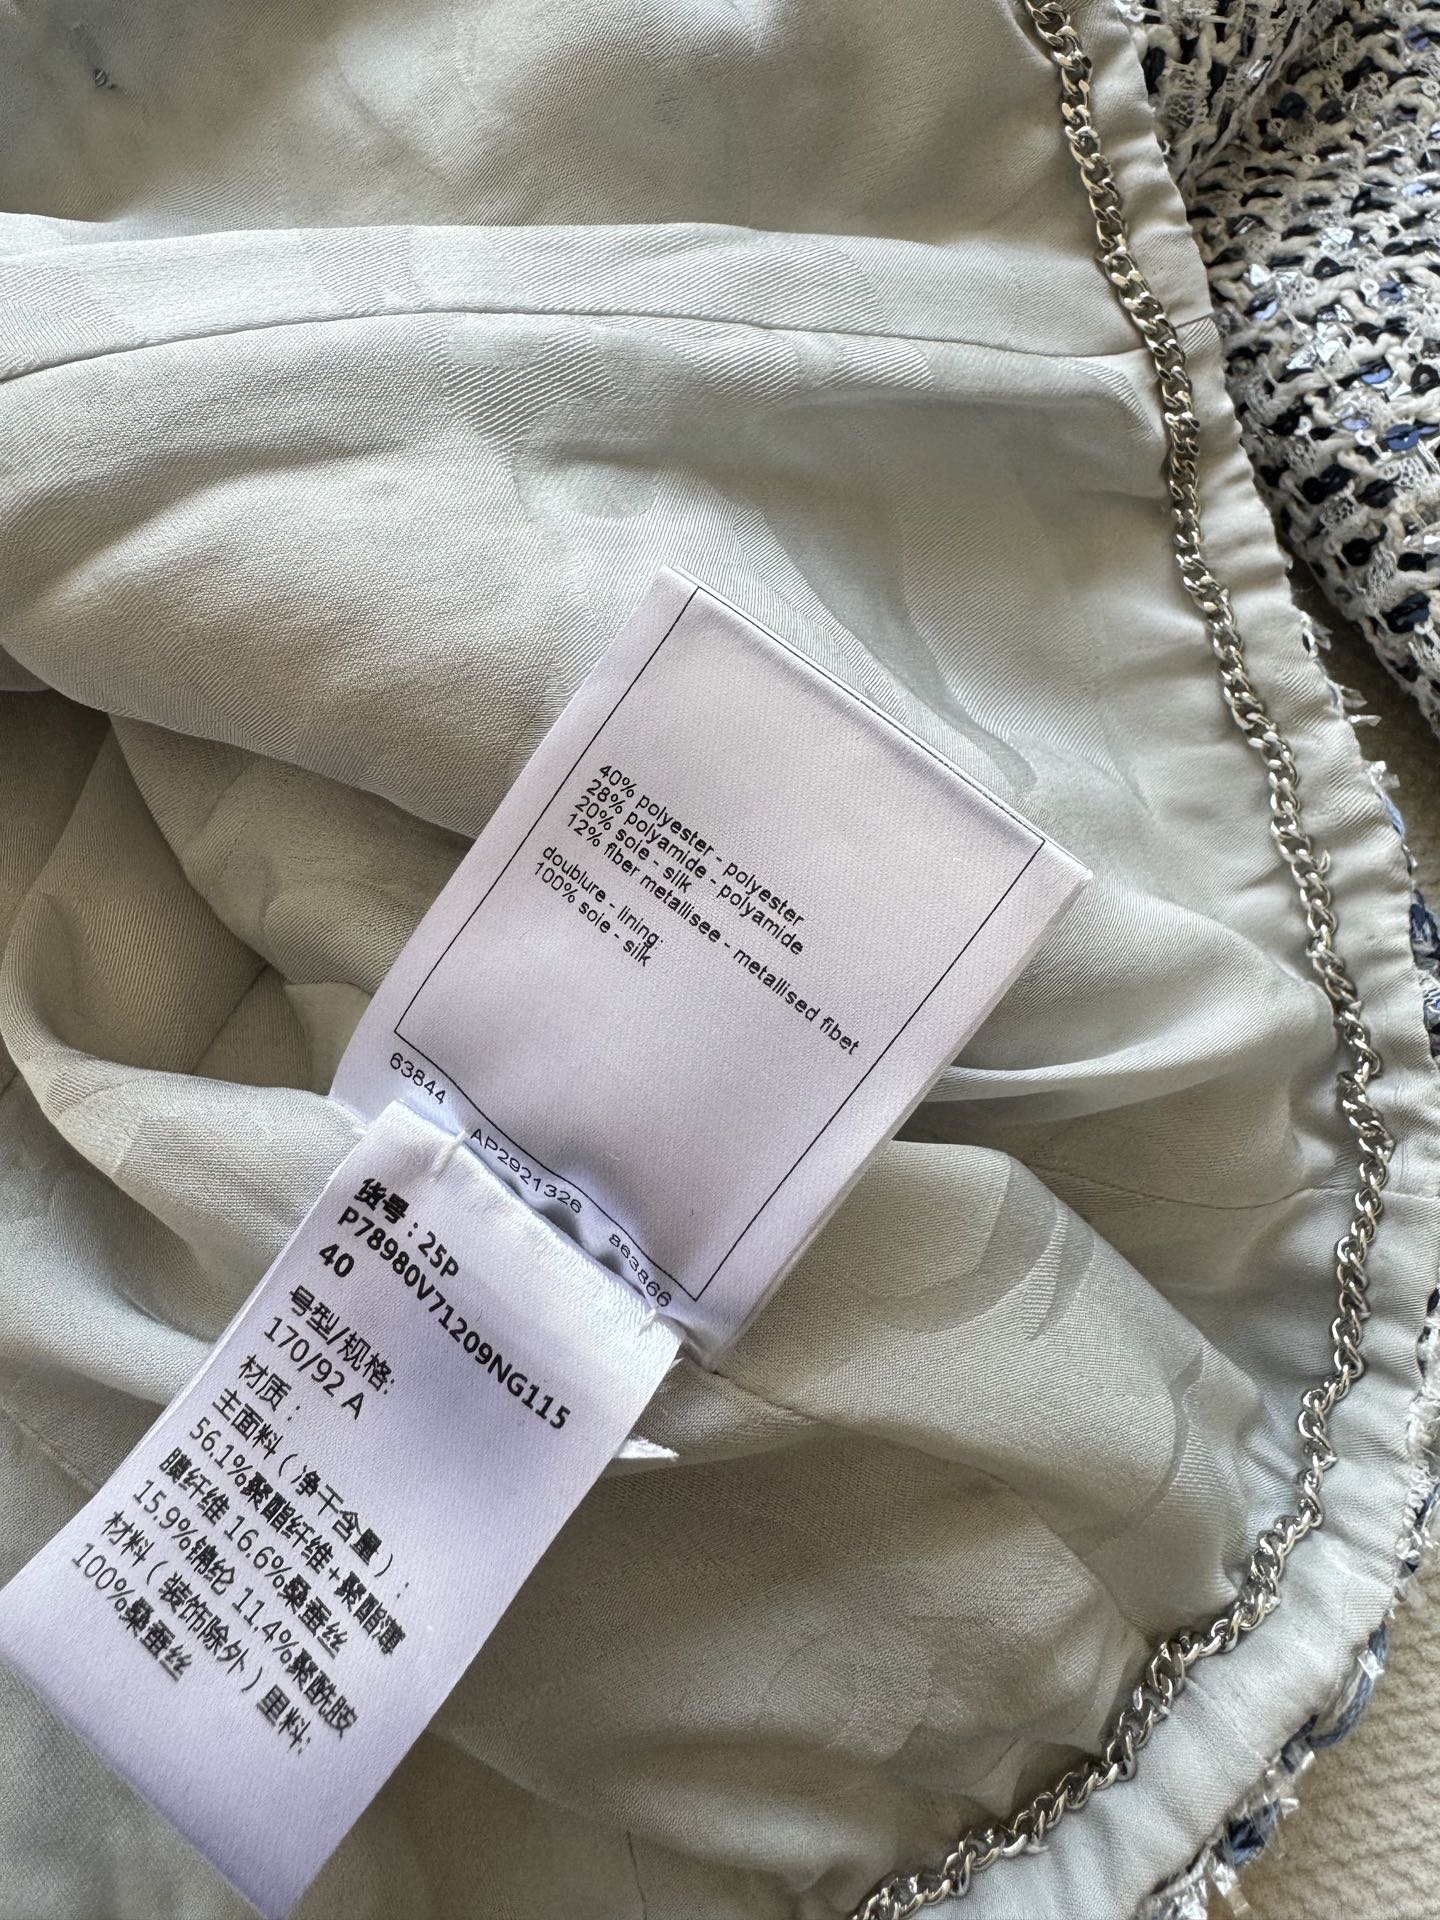 40% polyester - polyester
28% polyamide - polyamide
20% soie - silk
12% fiber metallisee - metallised fibet
doublure - lining:
100% soie - silk
63844 AP2921326 863866
货号：25P
P78980V71209NG115
40
号型/规格:
170/92 A
材质：
主面料（净干含量）:
56.1%聚酯纤维+聚酯薄
膜纤维 16.6%桑蚕丝
15.9%锦纶 11.4%聚酰胺
材料（装饰除外）里料:
100%桑蚕丝